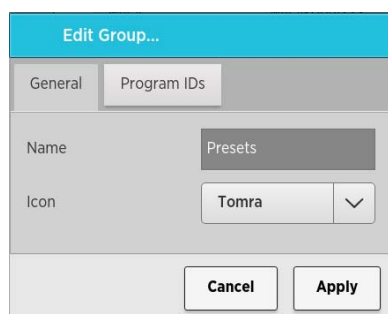 Edit Group...
General Program IDs
Name Presets
Icon Tomra
Cancel Apply